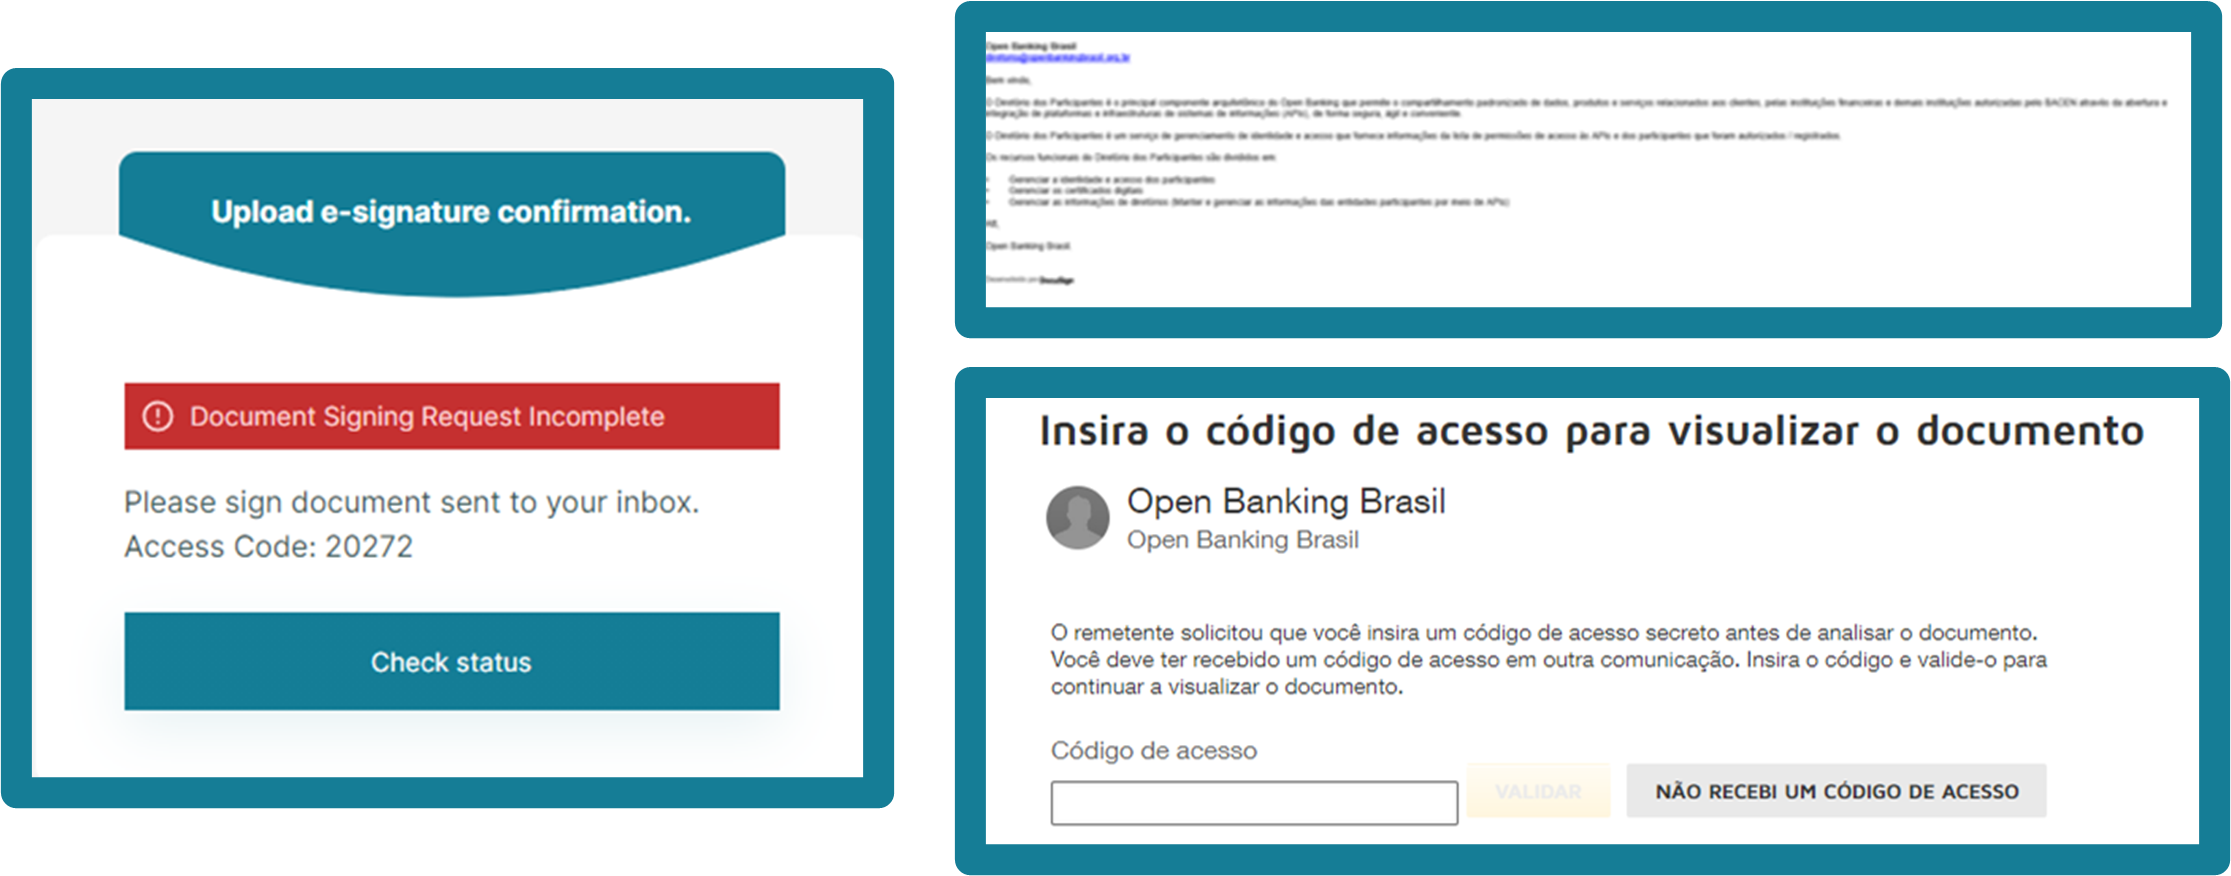 Upload e-signature confirmation.
Document Signing Request Incomplete
Please sign document sent to your inbox.
Access Code: 20272
Check status
Open Banking Brasil
diretorio@openbankingbrasil.org.br
Bem vindo,
O Diretório dos Participantes é o principal componente arquitetônico do Open Banking que permite o compartilhamento padronizado de dados, produtos e serviços relacionados aos clientes, pelas instituições financeiras e demais instituições autorizadas pelo BACEN através da abertura e
integração de plataformas e infraestruturas de sistemas de informações (APIs), de forma segura, ágil e conveniente.
O Diretório dos Participantes é um serviço de gerenciamento de identidade e acesso que fornece informações da lista de permissões de acesso às APIs e dos participantes que foram autorizados / registrados.
Os recursos funcionais do Diretório dos Participantes são divididos em:
• Gerenciar a identidade e acesso dos participantes
• Gerenciar os certificados digitais
• Gerenciar as informações de diretórios (Manter e gerenciar as informações das entidades participantes por meio de APIs)
Open Banking Brasil
Desenvolvido por DocuSign
Insira o código de acesso para visualizar o documento
Open Banking Brasil
Open Banking Brasil
O remetente solicitou que você insira um código de acesso secreto antes de analisar o documento.
Você deve ter recebido um código de acesso em outra comunicação. Insira o código e valide-o para
continuar a visualizar o documento.
Código de acesso
VALIDAR NÃO RECEBI UM CÓDIGO DE ACESSO